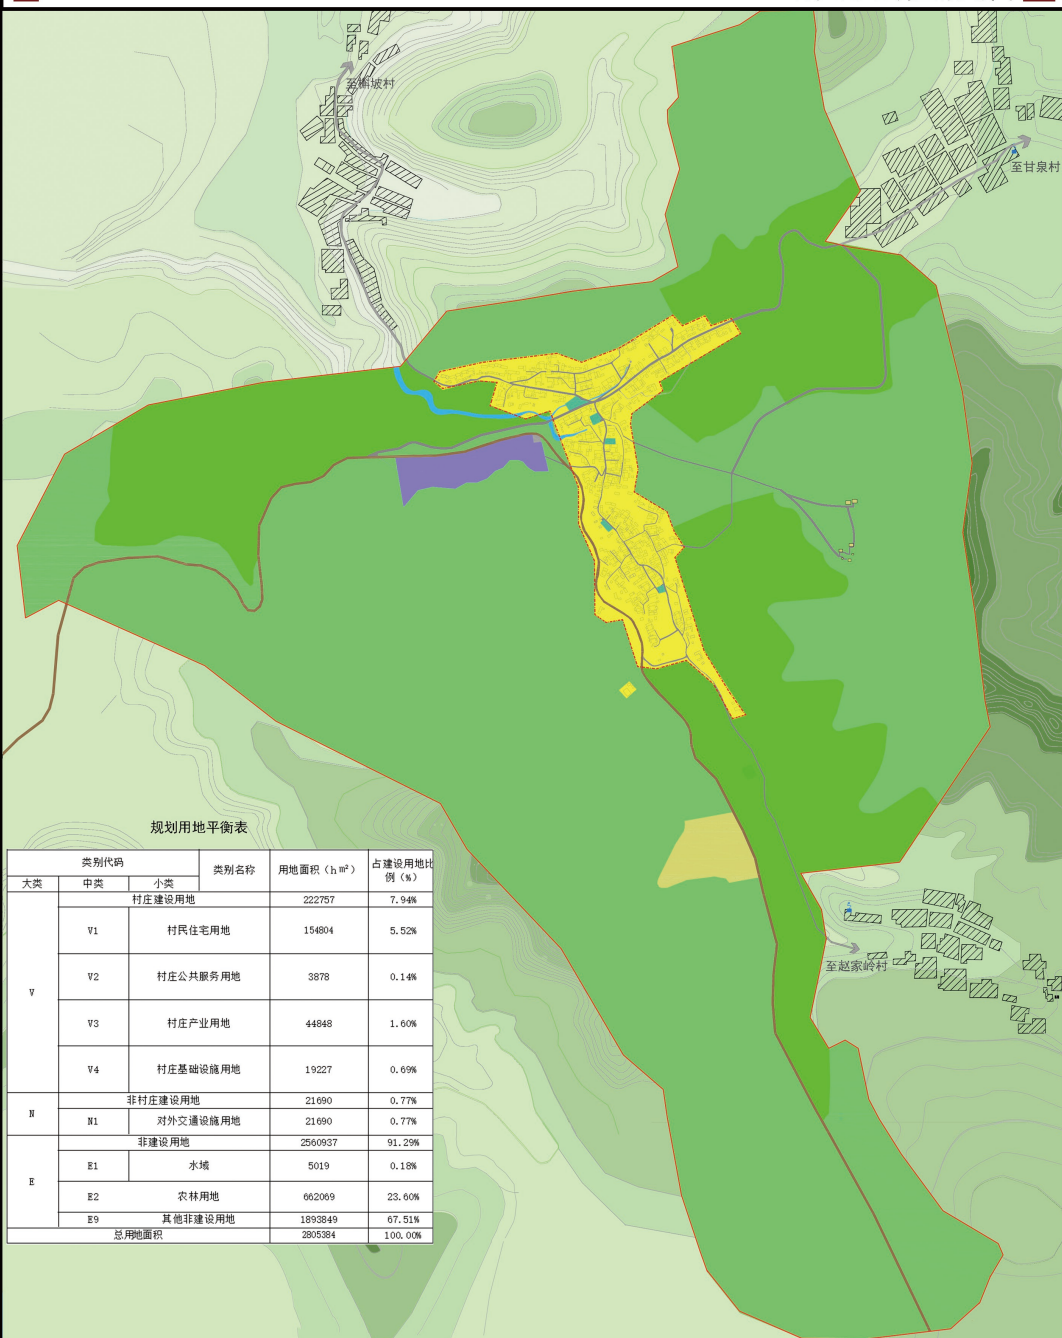 至槲坡村
至甘泉村
规划用地平衡表
类别代码 类别名称 用地面积（hm²） 占建设用地比例（%）
大类 中类 小类
村庄建设用地 222757 7.94%
V
V1 村民住宅用地 154804 5.52%
V2 村庄公共服务用地 3878 0.14%
V3 村庄产业用地 44848 1.60%
V4 村庄基础设施用地 19227 0.69%
N
非村庄建设用地 21690 0.77%
N1 对外交通设施用地 21690 0.77%
E
非建设用地 2560937 91.29%
E1 水域 5019 0.18%
E2 农林用地 662069 23.60%
E9 其他非建设用地 1893849 67.51%
总用地面积 2805384 100.00%
至赵家岭村